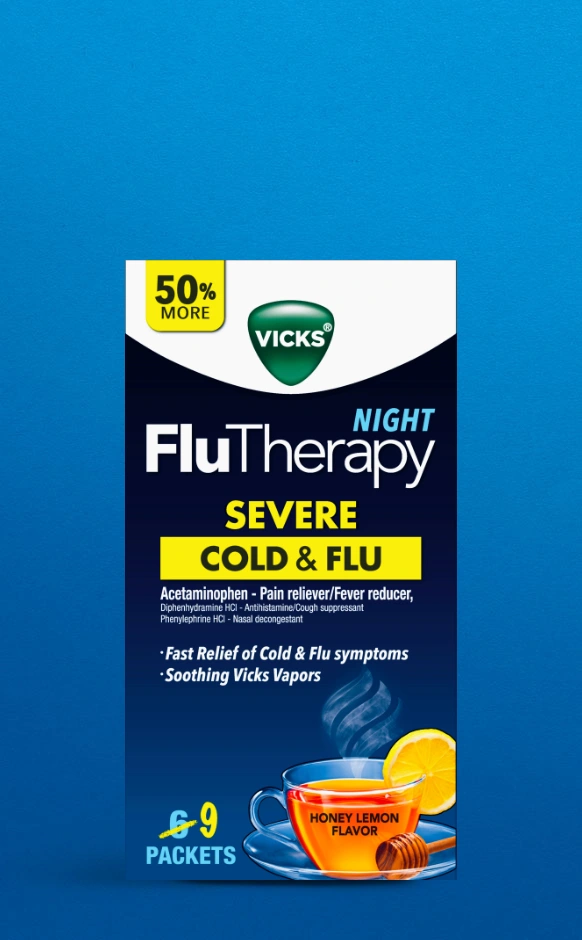 50%
MORE
VICKS®
NIGHT
FluTherapy
SEVERE
COLD & FLU
Acetaminophen - Pain reliever/Fever reducer,
Diphenhydramine HCl - Antihistamine/Cough suppressant
Phenylephrine HCl - Nasal decongestant
·Fast Relief of Cold & Flu symptoms
·Soothing Vicks Vapors
HONEY LEMON
FLAVOR
6 9
PACKETS